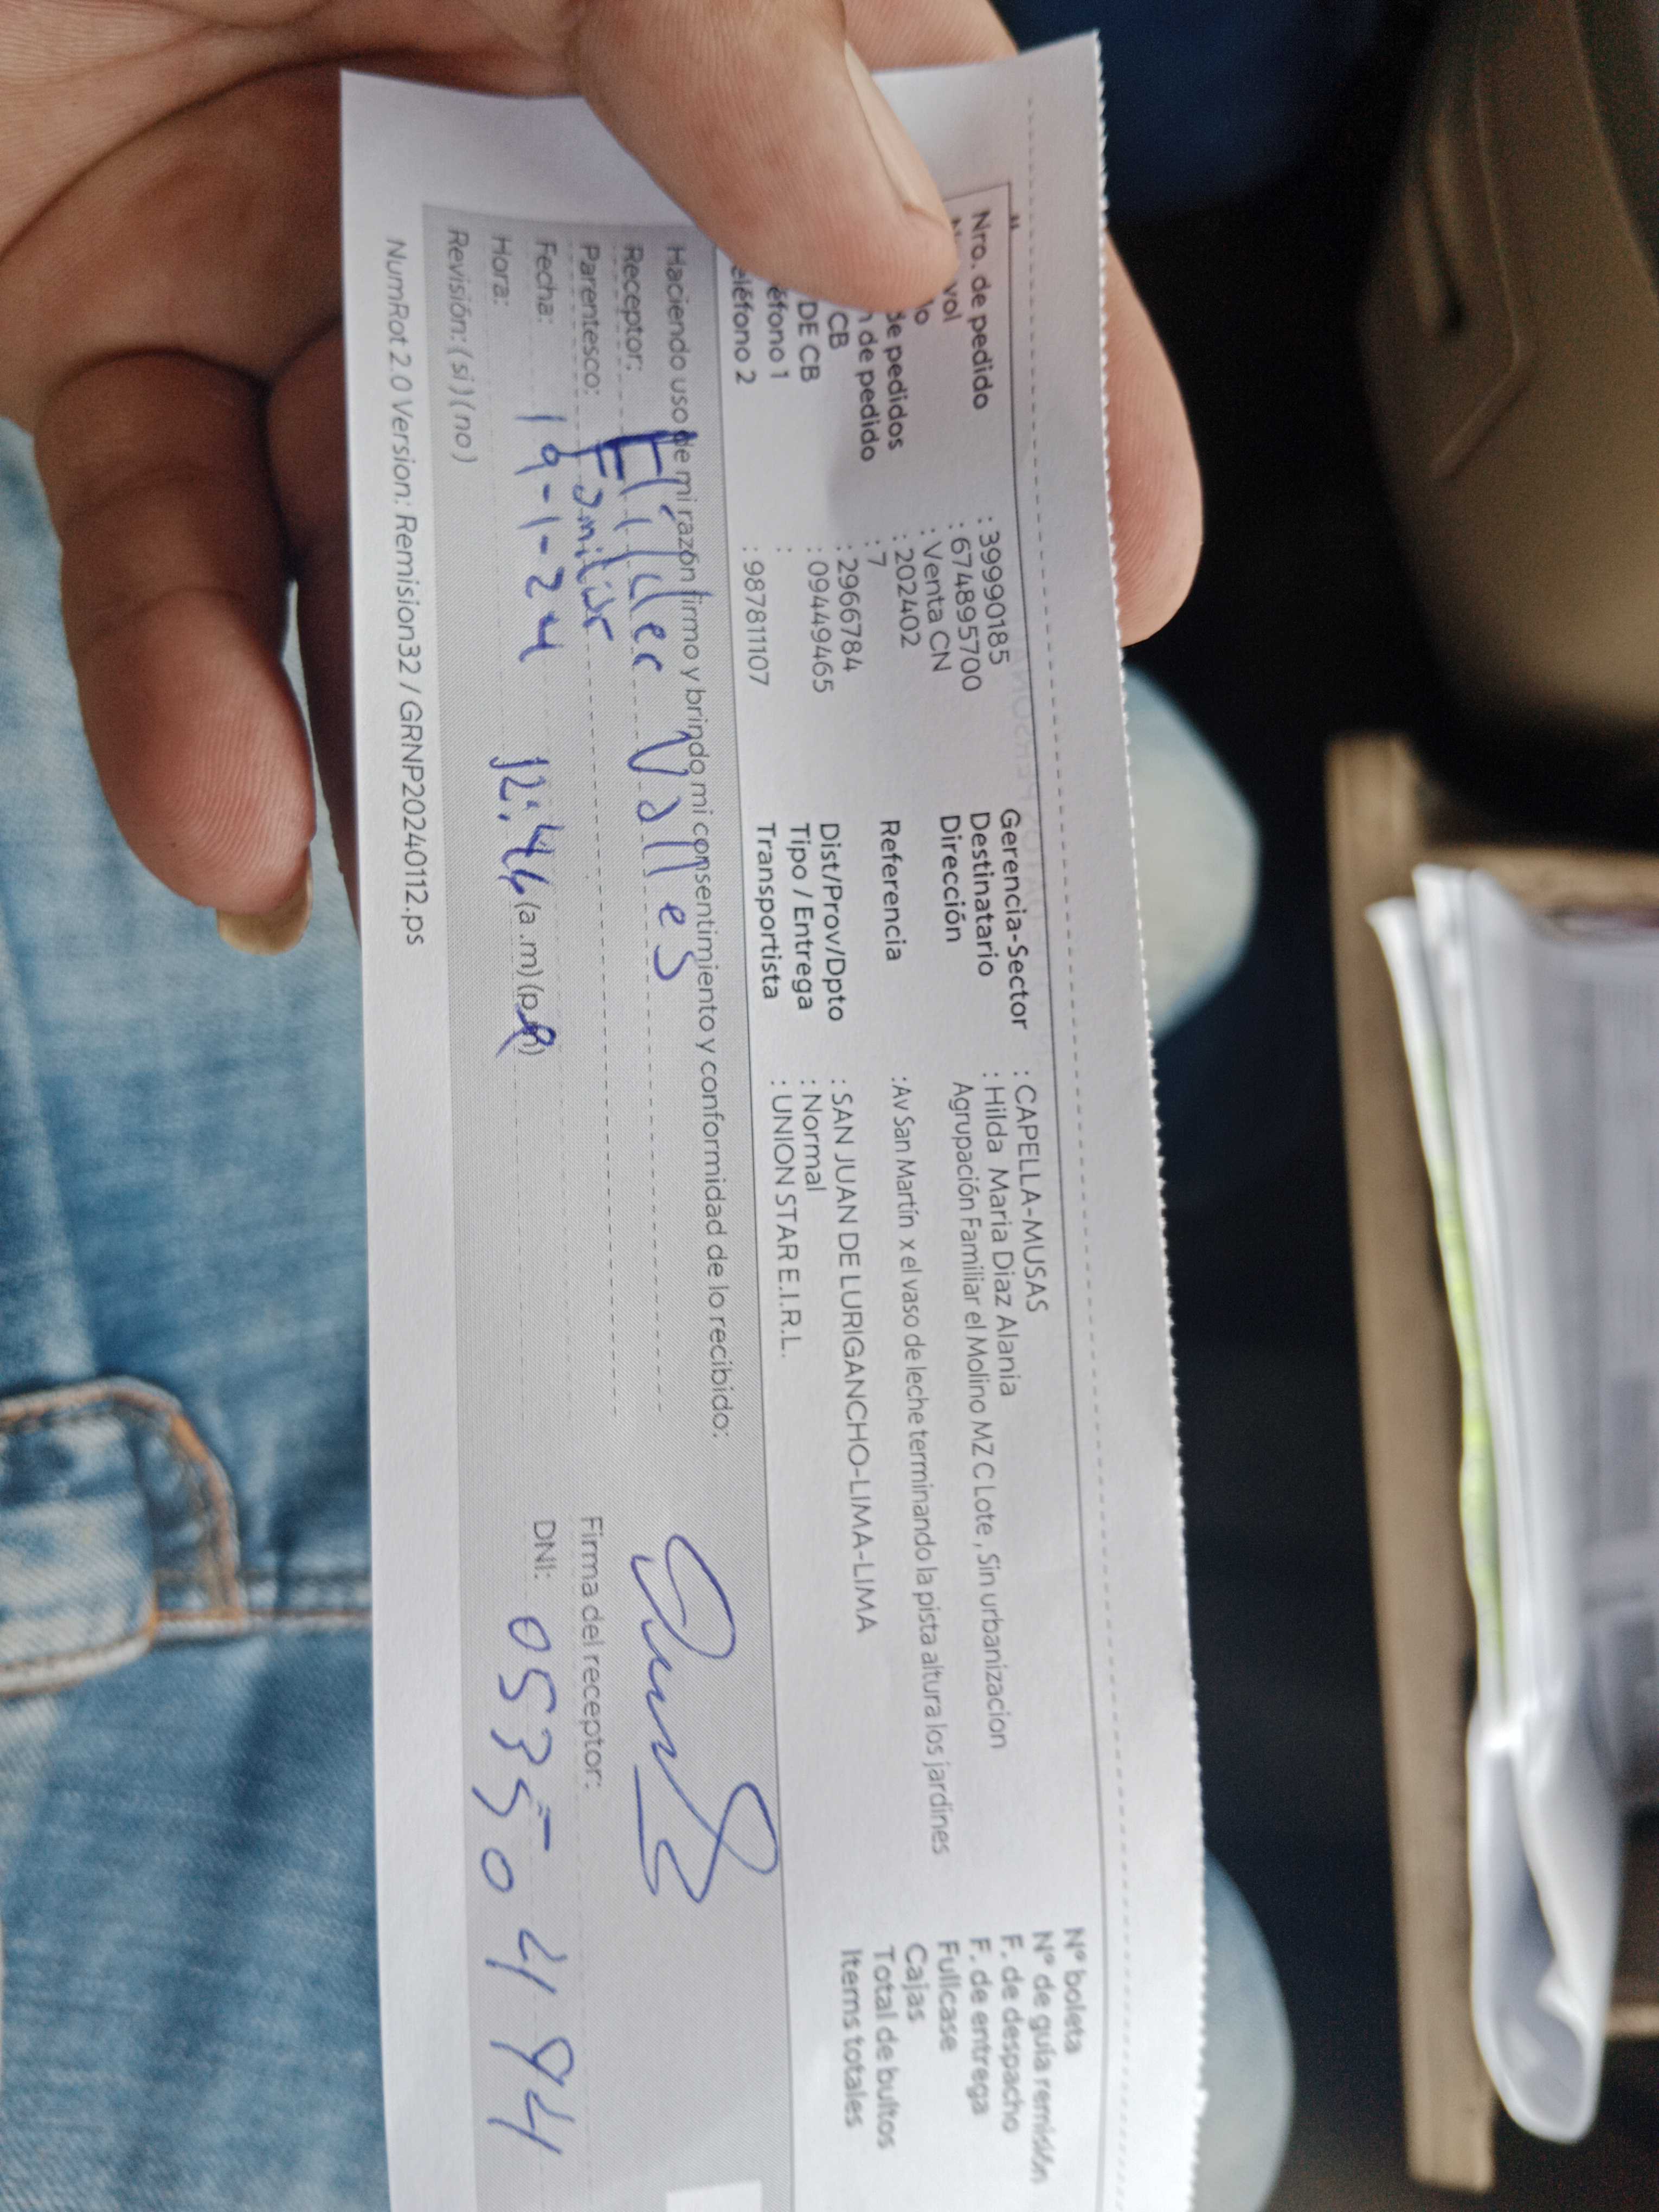 Nro. de pedido : 39990185
vol : 674895700
: Venta CN
de pedidos : 202402
de pedido : 7
CB : 2966784
DE CB : 09449465
éfono 1 :
eléfono 2 : 987811107
Gerencia-Sector : CAPELLA-MUSAS
Destinatario : Hilda Maria Diaz Alania
Dirección Agrupación Familiar el Molino MZ C Lote , Sin urbanizacion
Referencia :Av San Martín x el vaso de leche terminando la pista altura los jardines
Dist/Prov/Dpto : SAN JUAN DE LURIGANCHO-LIMA-LIMA
Tipo / Entrega : Normal
Transportista : UNION STAR E.I.R.L.
Nº boleta
Nº de guía remisión
F. de despacho
F. de entrega
Fullcase
Cajas
Total de bultos
Items totales
Haciendo uso de mi razón firmo y brindo mi consentimiento y conformidad de lo recibido:
Receptor: Valles
Parentesco: Familiar
Fecha: 19-1-24
Hora: 12:44 (a.m) (p.m)
Revisión: (si) (no)
Firma del receptor:
DNI:
NumRot 2.0 Version: Remision32 / GRNP20240112.ps